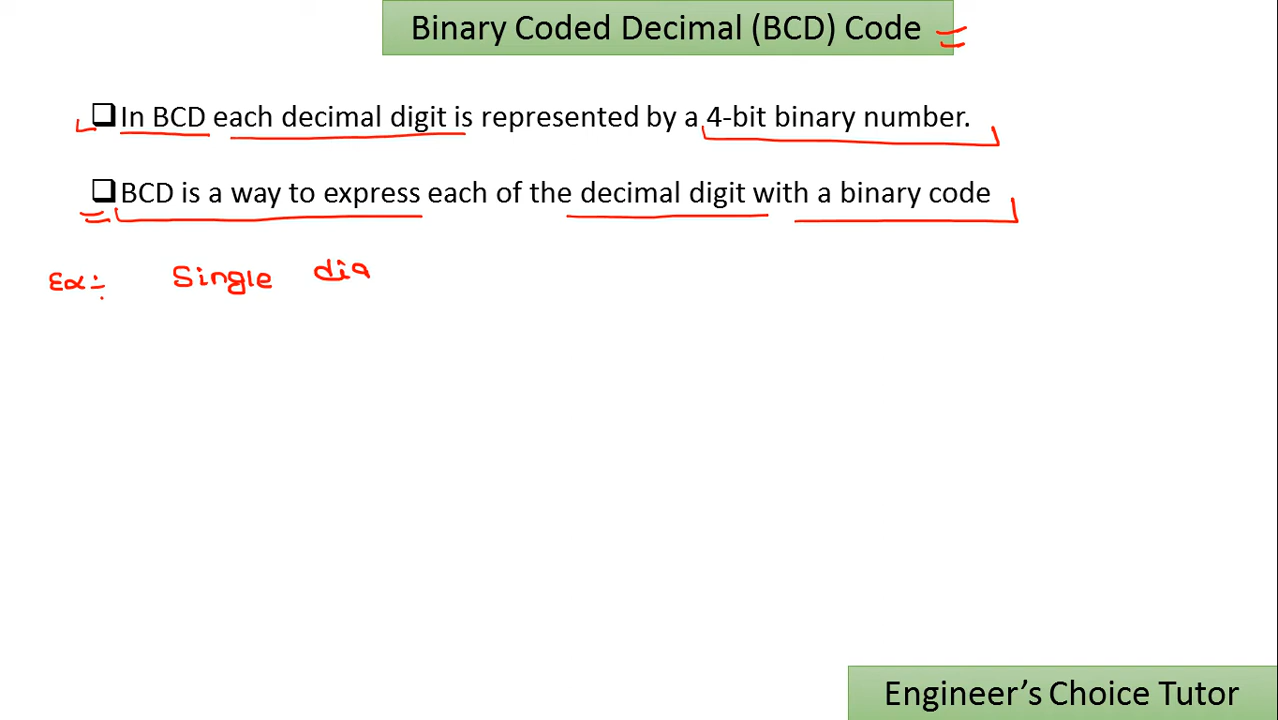 Binary Coded Decimal (BCD) Code
In BCD each decimal digit is represented by a 4-bit binary number.
BCD is a way to express each of the decimal digit with a binary code
Ex:- Single dig
Engineer's Choice Tutor